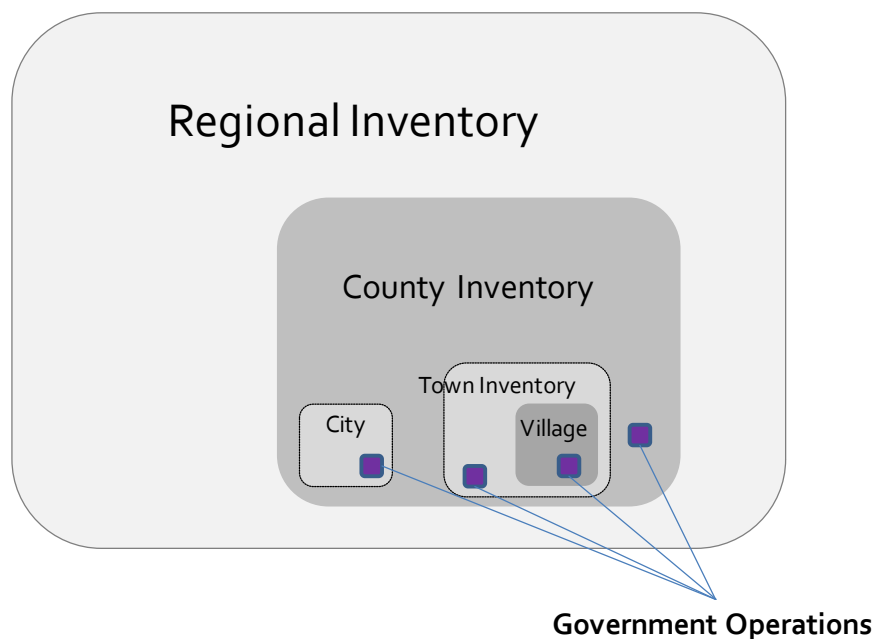 Regional Inventory
County Inventory
Town Inventory
City
Village
Government Operations